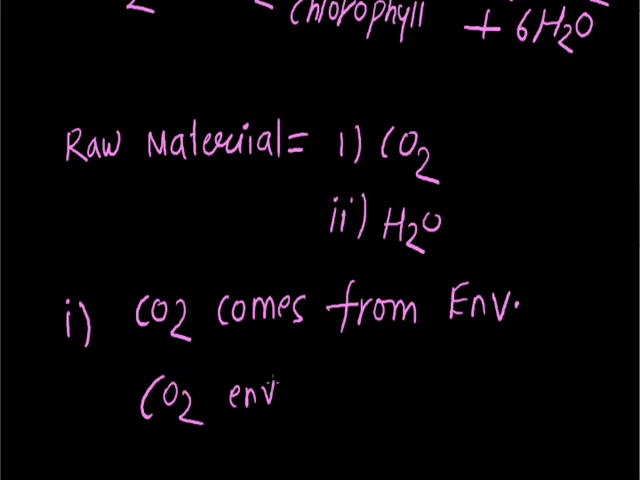 chlorophyll + 6H2O
Raw Material = i) CO2
ii) H2O
i) CO2 comes from Env.
CO2 env